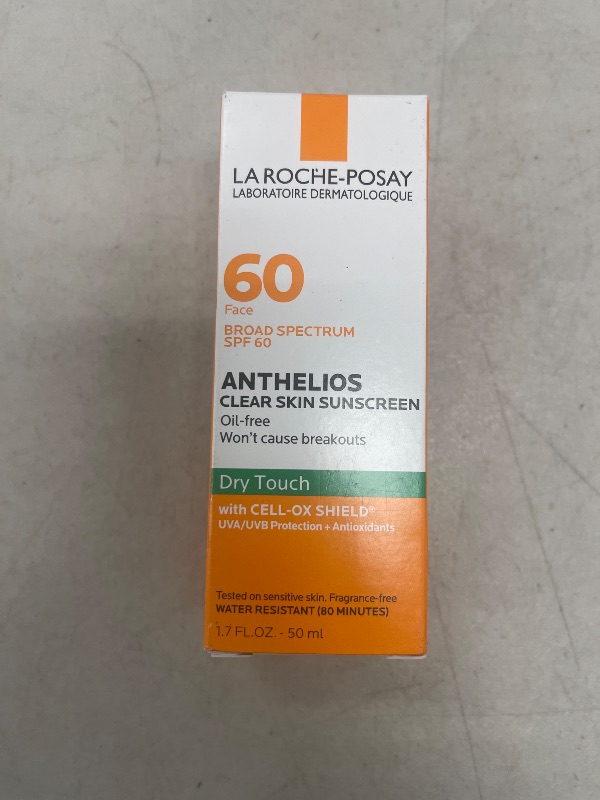 LA ROCHE-POSAY
LABORATOIRE DERMATOLOGIQUE
60
Face
BROAD SPECTRUM
SPF 60
ANTHELIOS
CLEAR SKIN SUNSCREEN
Oil-free
Won't cause breakouts
Dry Touch
with CELL-OX SHIELD®
UVA/UVB Protection + Antioxidants
Tested on sensitive skin. Fragrance-free
WATER RESISTANT (80 MINUTES)
1.7 FL.OZ. - 50 ml